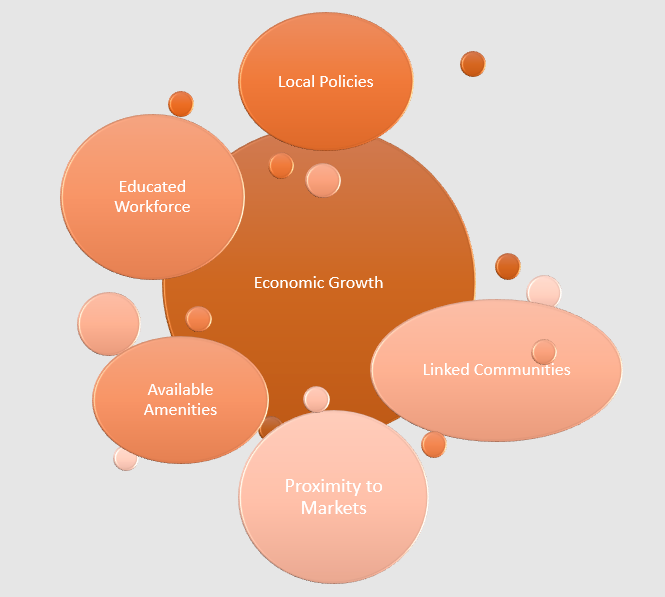 Local Policies
Educated
Workforce
Economic Growth
Linked Communities
Available
Amenities
Proximity to
Markets